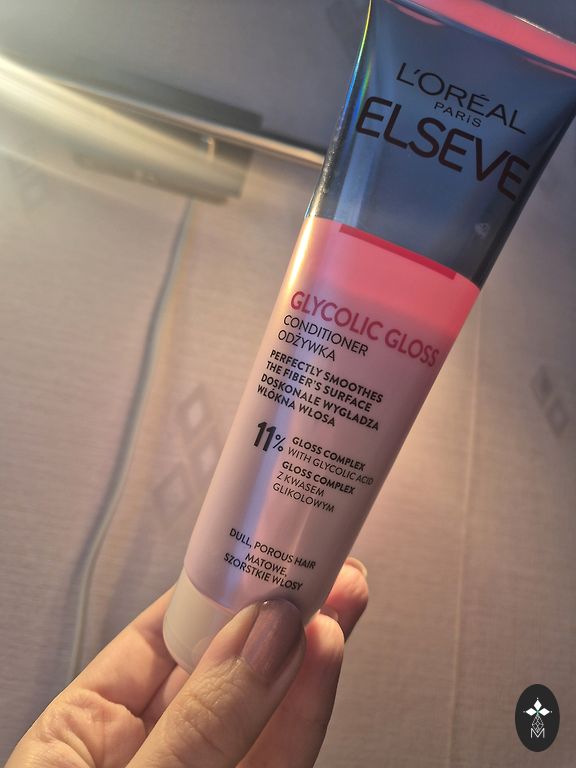 L'ORÉAL
PARIS
ELSEVE
GLYCOLIC GLOSS
CONDITIONER
ODŻYWKA
PERFECTLY SMOOTHES
THE FIBER'S SURFACE
DOSKONALE WYGŁADZA
WŁÓKNA WŁOSA
11% GLOSS COMPLEX
WITH GLYCOLIC ACID
GLOSS COMPLEX
Z KWASEM
GLIKOLOWYM
DULL, POROUS HAIR
MATOWE,
SZORSTKIE WŁOSY
M